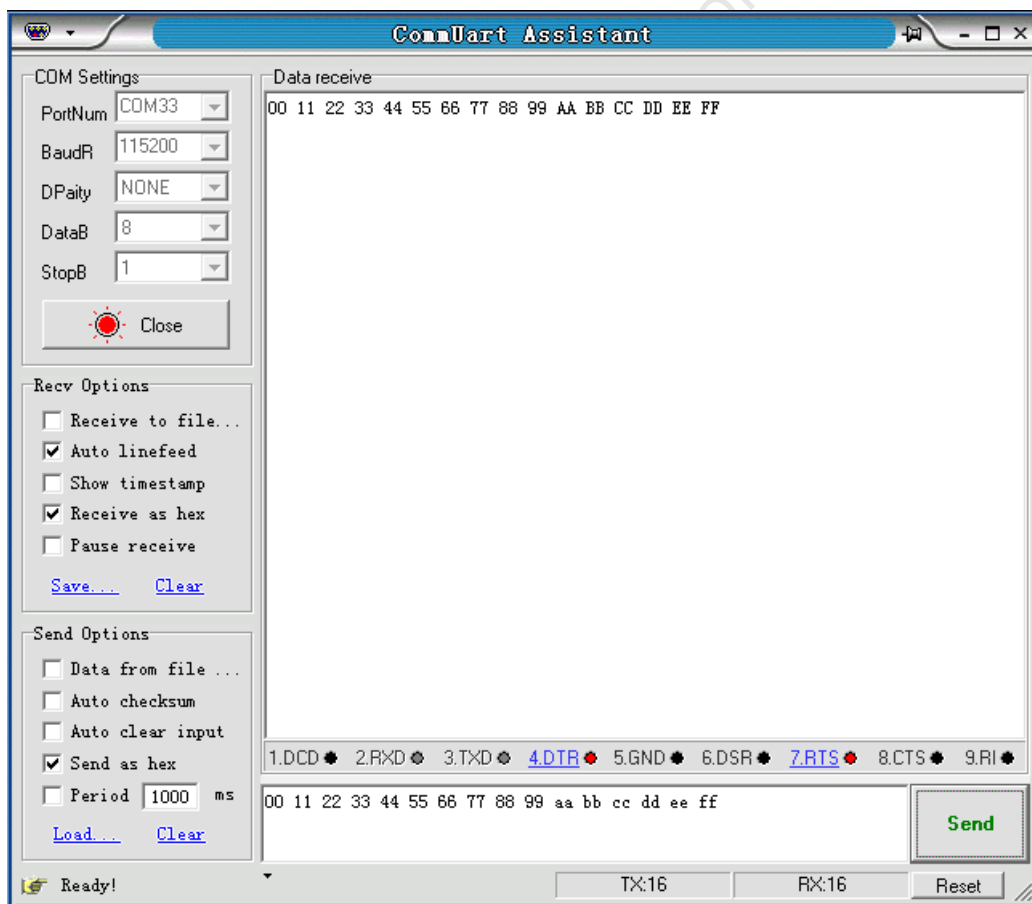 CommUart Assistant
COM Settings
PortNum COM33
BaudR 115200
DPaity NONE
DataB 8
StopB 1
Close
Recv Options
Receive to file...
Auto linefeed
Show timestamp
Receive as hex
Pause receive
Save... Clear
Send Options
Data from file ...
Auto checksum
Auto clear input
Send as hex
Period 1000 ms
Load... Clear
Data receive
00 11 22 33 44 55 66 77 88 99 AA BB CC DD EE FF
1.DCD 2.RXD 3.TXD 4.DTR 5.GND 6.DSR 7.RTS 8.CTS 9.RI
00 11 22 33 44 55 66 77 88 99 aa bb cc dd ee ff
Send
Ready! TX:16 RX:16 Reset